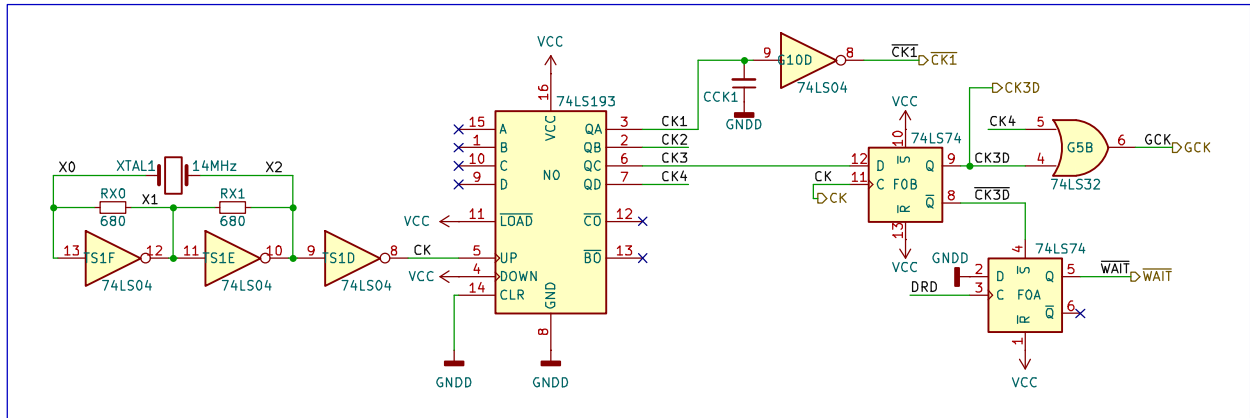 X0
XTAL1
14MHz
X2
RX0
X1
RX1
680
680
13
TS1F
12
74LS04
11
TS1E
10
74LS04
9
TS1D
8
74LS04
CK
VCC
16
74LS193
VCC
15
A
QA
3
CK1
1
B
QB
2
CK2
10
C
QC
6
CK3
9
D
QD
7
CK4
N0
VCC
11
LOAD
CO
12
5
UP
BO
13
VCC
4
DOWN
14
CLR
GND
8
GNDD
GNDD
CCK1
GNDD
9
G10D
8
74LS04
CK1
CK1
VCC
10
74LS74
12
D
S
Q
9
CK3D
CK
11
C
F0B
CK
Q
8
CK3D
R
13
VCC
CK3D
CK4
5
4
G5B
6
GCK
GCK
74LS32
4
74LS74
GNDD
2
D
S
Q
5
WAIT
WAIT
DRD
3
C
F0A
Q
6
R
1
VCC